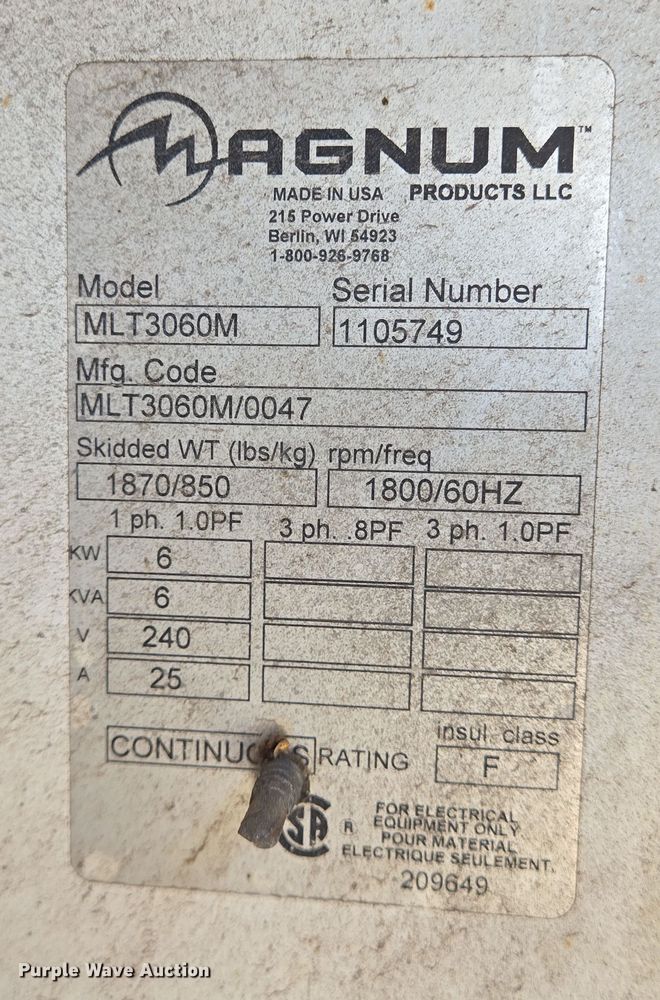 MAGNUM™
MADE IN USA PRODUCTS LLC
215 Power Drive
Berlin, WI 54923
1-800-926-9768
Model Serial Number
MLT3060M 1105749
Mfg. Code
MLT3060M/0047
Skidded WT (lbs/kg) rpm/freq
1870/850 1800/60HZ
1 ph. 1.0PF 3 ph. .8PF 3 ph. 1.0PF
KW 6
KVA 6
V 240
A 25
insul. class
RATING F
SA ®
FOR ELECTRICAL
EQUIPMENT ONLY
POUR MATERIAL
ELECTRIQUE SEULEMENT.
209649
Purple Wave Auction